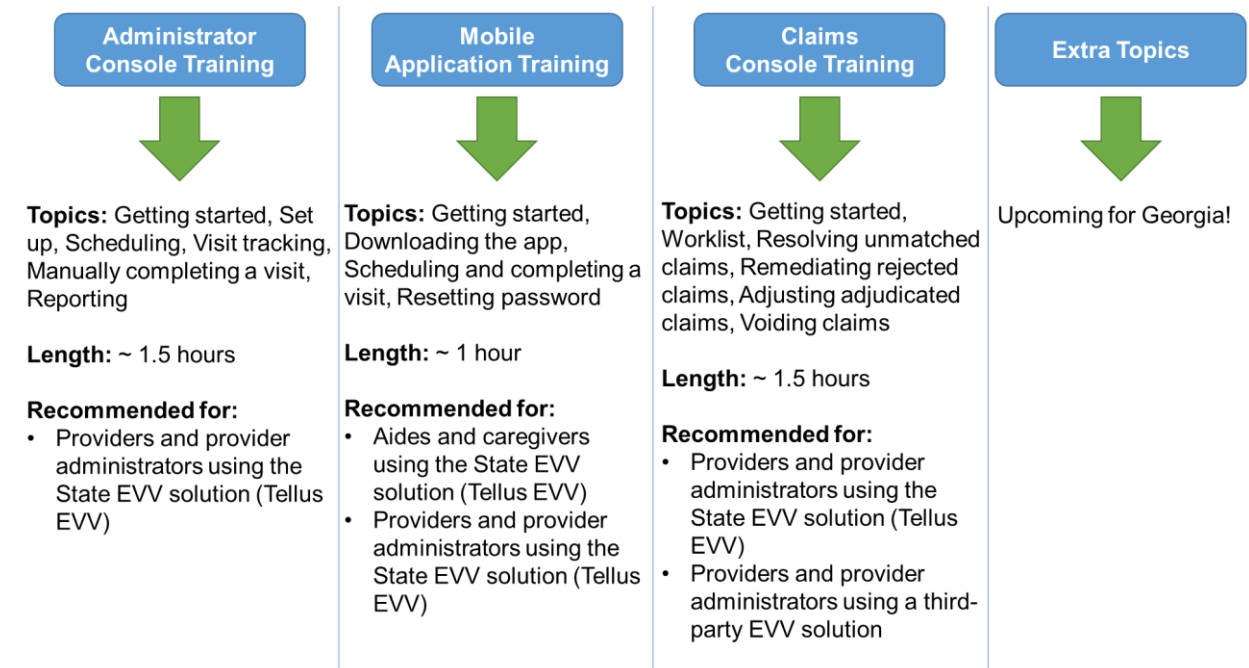 Administrator
Console Training
Topics: Getting started, Set
up, Scheduling, Visit tracking,
Manually completing a visit,
Reporting
Length: ~ 1.5 hours
Recommended for:
• Providers and provider
administrators using the
State EVV solution (Tellus
EVV)
Mobile
Application Training
Topics: Getting started,
Downloading the app,
Scheduling and completing a
visit, Resetting password
Length: ~ 1 hour
Recommended for:
• Aides and caregivers
using the State EVV
solution (Tellus EVV)
• Providers and provider
administrators using the
State EVV solution (Tellus
EVV)
Claims
Console Training
Topics: Getting started,
Worklist, Resolving unmatched
claims, Remediating rejected
claims, Adjusting adjudicated
claims, Voiding claims
Length: ~ 1.5 hours
Recommended for:
• Providers and provider
administrators using the
State EVV solution (Tellus
EVV)
• Providers and provider
administrators using a third-
party EVV solution
Extra Topics
Upcoming for Georgia!